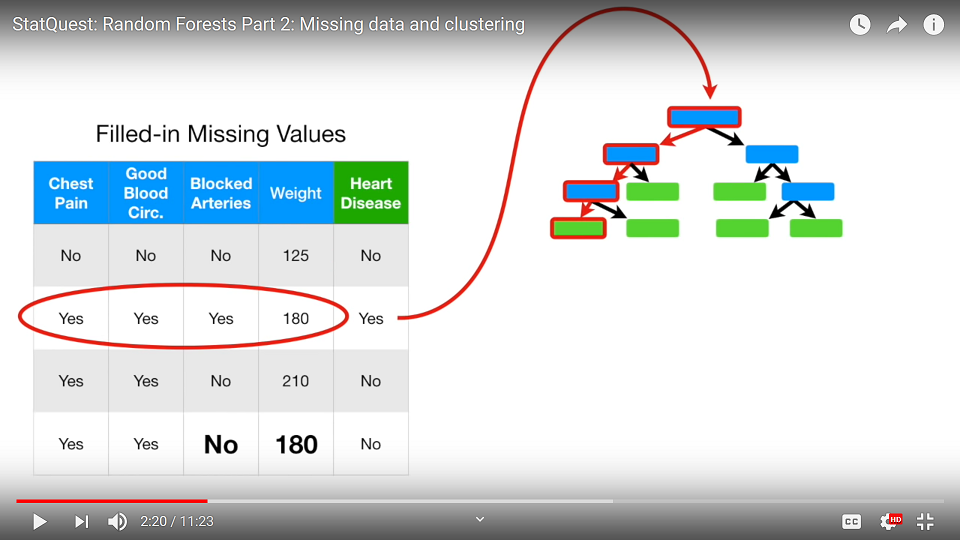 StatQuest: Random Forests Part 2: Missing data and clustering
Filled-in Missing Values
Chest Pain Good Blood Circ. Blocked Arteries Weight Heart Disease
No No No 125 No
Yes Yes Yes 180 Yes
Yes Yes No 210 No
Yes Yes No 180 No
2:20 / 11:23
CC
HD